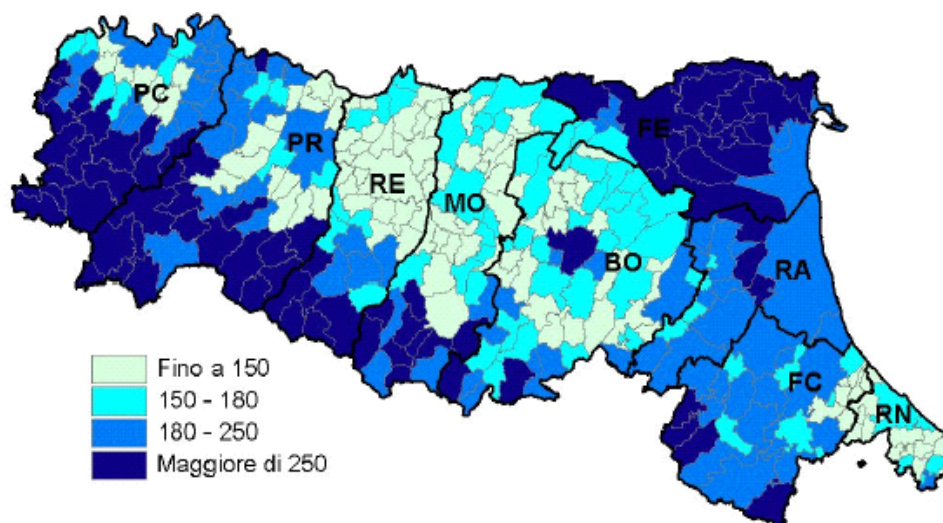 PC
PR
RE
MO
FE
BO
RA
FC
RN
Fino a 150
150 - 180
180 - 250
Maggiore di 250